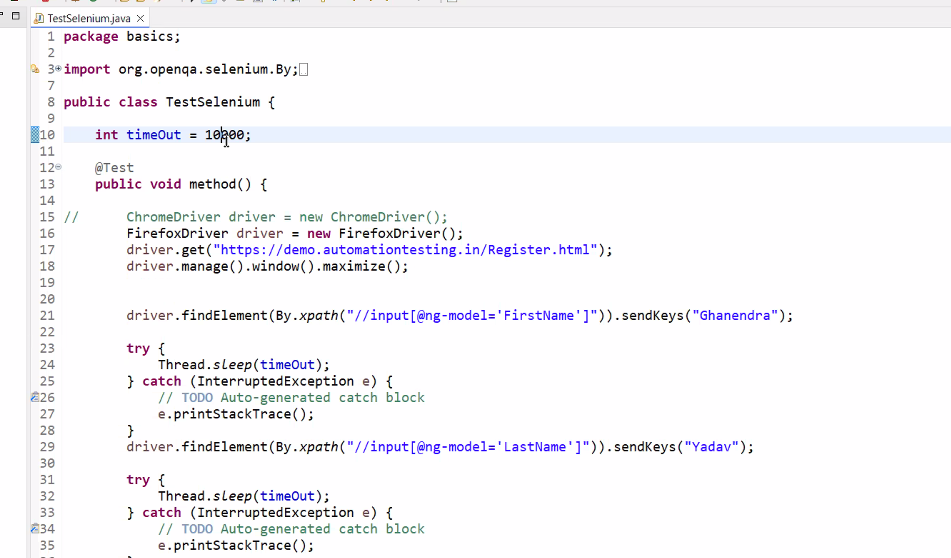 TestSelenium.java
1 package basics;
2
3 import org.openqa.selenium.By;
7
8 public class TestSelenium {
9
10 int timeOut = 10000;
11
12 @Test
13 public void method() {
14
15 // ChromeDriver driver = new ChromeDriver();
16 FirefoxDriver driver = new FirefoxDriver();
17 driver.get("https://demo.automationtesting.in/Register.html");
18 driver.manage().window().maximize();
19
20
21 driver.findElement(By.xpath("//input[@ng-model='FirstName']")).sendKeys("Ghanendra");
22
23 try {
24 Thread.sleep(timeOut);
25 } catch (InterruptedException e) {
26 // TODO Auto-generated catch block
27 e.printStackTrace();
28 }
29 driver.findElement(By.xpath("//input[@ng-model='LastName']")).sendKeys("Yadav");
30
31 try {
32 Thread.sleep(timeOut);
33 } catch (InterruptedException e) {
34 // TODO Auto-generated catch block
35 e.printStackTrace();